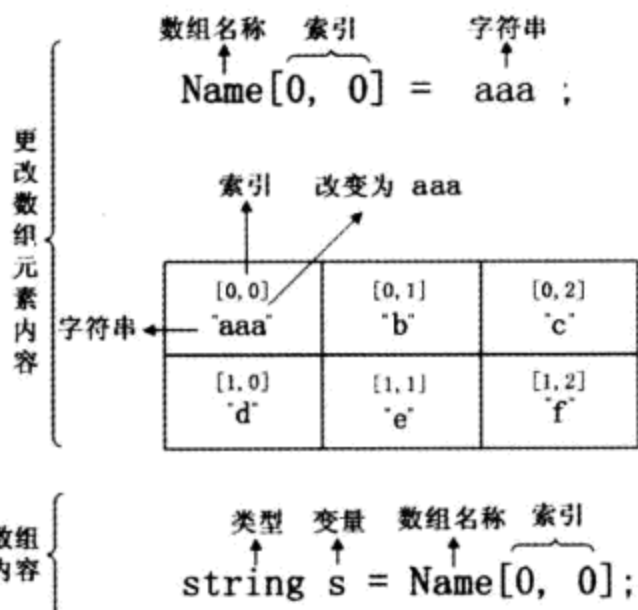 数组名称 索引 字符串
Name[0, 0] = aaa ;
更改数组元素内容
索引 改变为 aaa
[0,0] [0,1] [0,2]
字符串 "aaa" "b" "c"
[1,0] [1,1] [1,2]
"d" "e" "f"
类型 变量 数组名称 索引
数组
内容
string s = Name[0, 0];